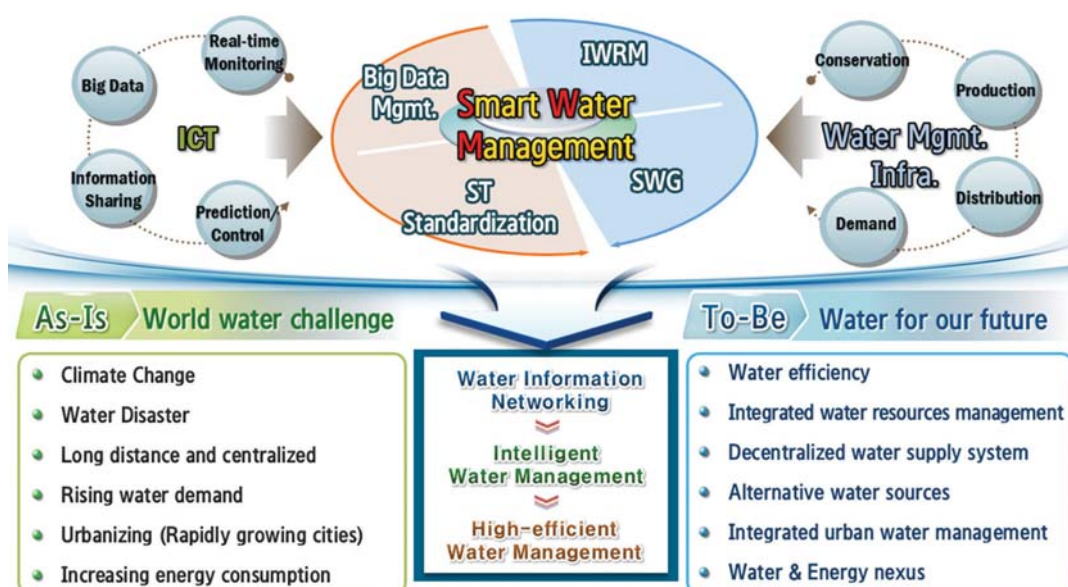 Real-time
Monitoring
Big Data
ICT
Information
Sharing
Prediction/
Control
Big Data
Mgmt.
IWRM
Smart Water
Management
ST
Standardization
SWG
Conservation
Production
Water Mgmt.
Infra.
Distribution
Demand
As-Is
World water challenge
Climate Change
Water Disaster
Long distance and centralized
Rising water demand
Urbanizing (Rapidly growing cities)
Increasing energy consumption
Water Information
Networking
Intelligent
Water Management
High-efficient
Water Management
To-Be
Water for our future
Water efficiency
Integrated water resources management
Decentralized water supply system
Alternative water sources
Integrated urban water management
Water & Energy nexus